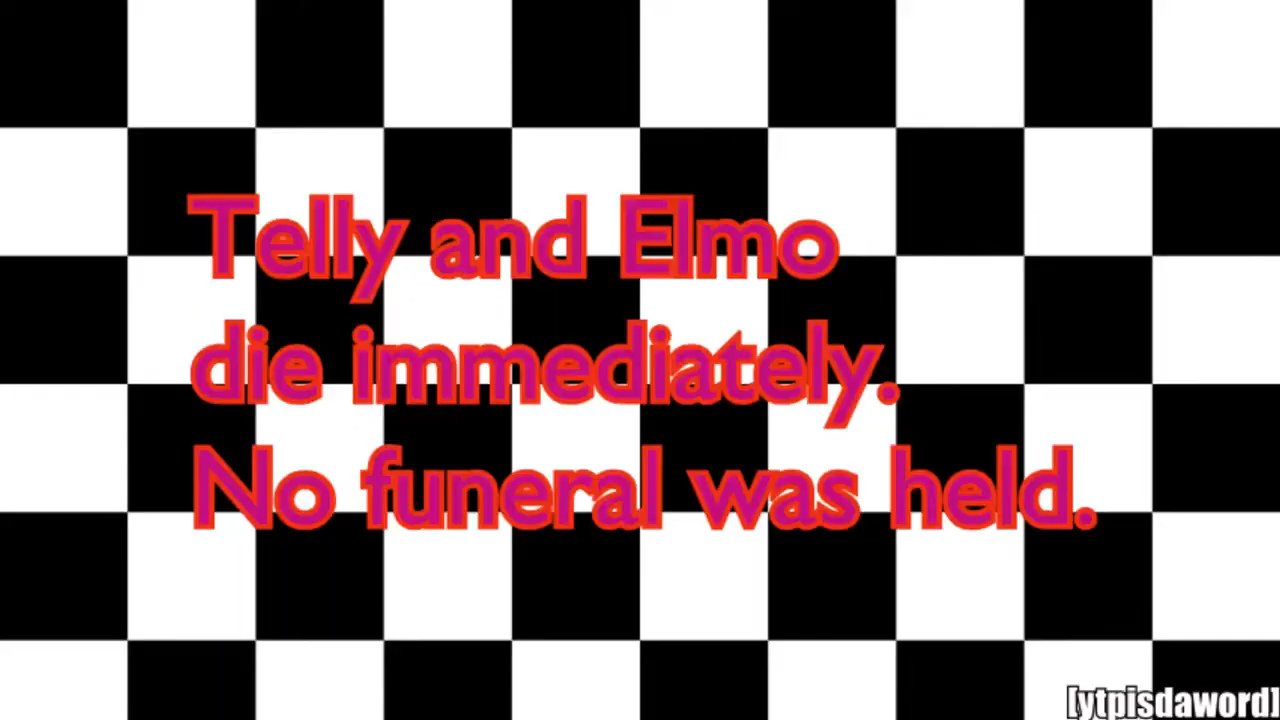 Telly and Elmo
die immediately.
No funeral was held.
[ytpisdaword]